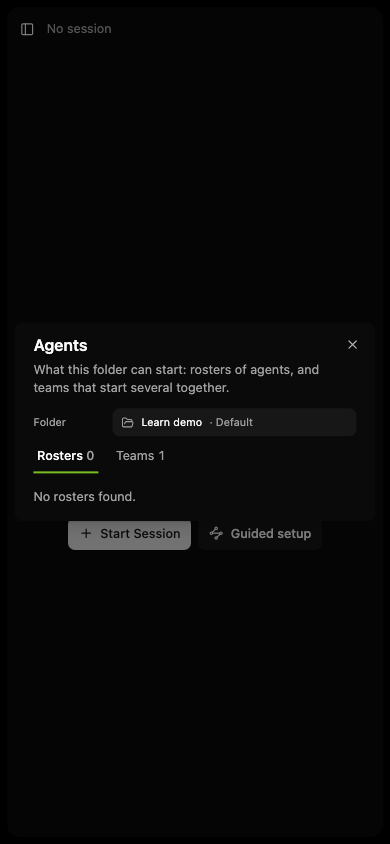 No session
Agents
What this folder can start: rosters of agents, and
teams that start several together.
Folder
Learn demo · Default
Rosters 0
Teams 1
No rosters found.
Start Session
Guided setup